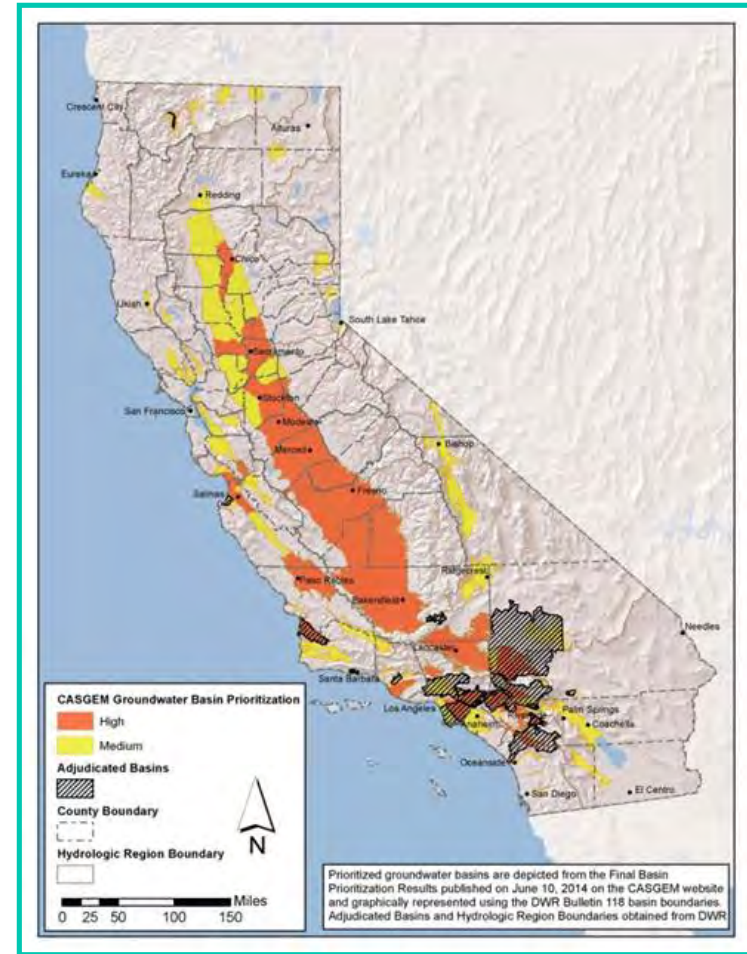 Crescent City
Alturas
Eureka
Redding
Chico
Ukiah
South Lake Tahoe
Sacramento
Stockton
San Francisco
Modesto
Bishop
Merced
Fresno
Salinas
Ridgecrest
Paso Robles
Bakersfield
Needles
Lancaster
Santa Barbara
Los Angeles
Palm Springs
Anaheim
Coachella
Oceanside
San Diego
El Centro
CASGEM Groundwater Basin Prioritization
High
Medium
Adjudicated Basins
County Boundary
Hydrologic Region Boundary
N
Miles
0 25 50 100 150
Prioritized groundwater basins are depicted from the Final Basin
Prioritization Results published on June 10, 2014 on the CASGEM website
and graphically represented using the DWR Bulletin 118 basin boundaries.
Adjudicated Basins and Hydrologic Region Boundaries obtained from DWR